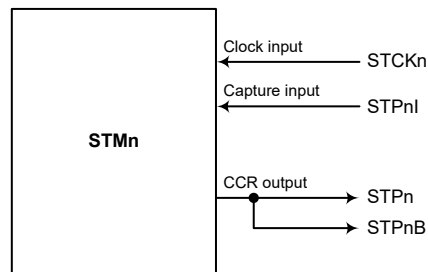 Clock input
STCKn
Capture input
STPnI
STMn
CCR output
STPn
STPnB